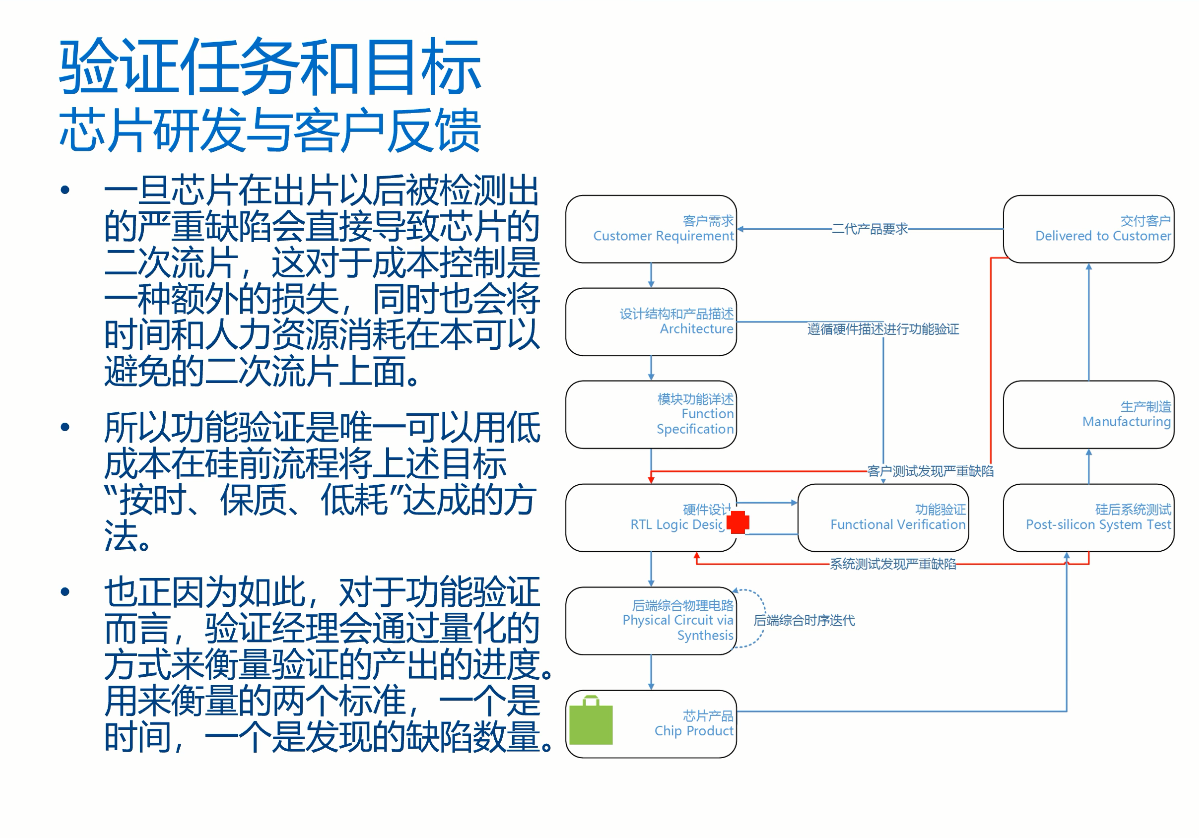 验证任务和目标
芯片研发与客户反馈
• 一旦芯片在出片以后被检测出
的严重缺陷会直接导致芯片的
二次流片，这对于成本控制是
一种额外的损失，同时也会将
时间和人力资源消耗在本可以
避免的二次流片上面。
• 所以功能验证是唯一可以用低
成本在硅前流程将上述目标
“按时、保质、低耗”达成的方
法。
• 也正因为如此，对于功能验证
而言，验证经理会通过量化的
方式来衡量验证的产出的进度。
用来衡量的两个标准，一个是
时间，一个是发现的缺陷数量。
客户需求
Customer Requirement
二代产品要求
交付客户
Delivered to Customer
设计结构和产品描述
Architecture
遵循硬件描述进行功能验证
模块功能详述
Function
Specification
生产制造
Manufacturing
客户测试发现严重缺陷
硬件设计
RTL Logic Design
功能验证
Functional Verification
硅后系统测试
Post-silicon System Test
系统测试发现严重缺陷
后端综合物理电路
Physical Circuit via
Synthesis
后端综合时序迭代
芯片产品
Chip Product